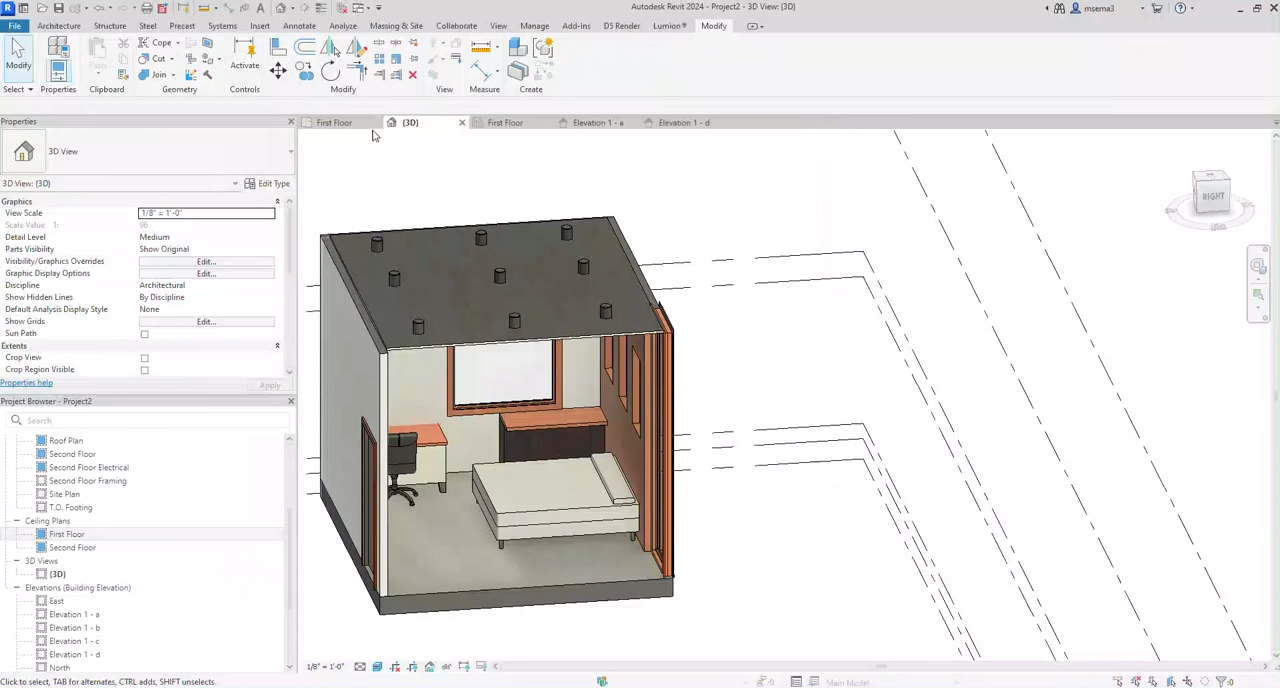 Autodesk Revit 2024 - Project2 - 3D View: {3D}
mserna3
File Architecture Structure Steel Precast Systems Insert Annotate Analyze Massing & Site Collaborate View Manage Add-Ins D5 Render Lumion® Modify
Modify Properties Paste Cope Cut Join Activate
Select Properties Clipboard Geometry Controls Modify View Measure Create
Properties
First Floor {3D} First Floor Elevation 1 - a Elevation 1 - d
3D View
3D View: {3D} Edit Type
Graphics
View Scale 1/8" = 1'-0"
Scale Value 1: 96
Detail Level Medium
Parts Visibility Show Original
Visibility/Graphics Overrides Edit...
Graphic Display Options Edit...
Discipline Architectural
Show Hidden Lines By Discipline
Default Analysis Display Style None
Show Grids Edit...
Sun Path
Extents
Crop View
Crop Region Visible
Properties help Apply
Project Browser - Project2
Search
Roof Plan
Second Floor
Second Floor Electrical
Second Floor Framing
Site Plan
T.O. Footing
Ceiling Plans
First Floor
Second Floor
3D Views
{3D}
Elevations (Building Elevation)
East
Elevation 1 - a
Elevation 1 - b
Elevation 1 - c
Elevation 1 - d
North
RIGHT
1/8" = 1'-0"
Click to select, TAB for alternates, CTRL adds, SHIFT unselects.
:0 Main Model :0